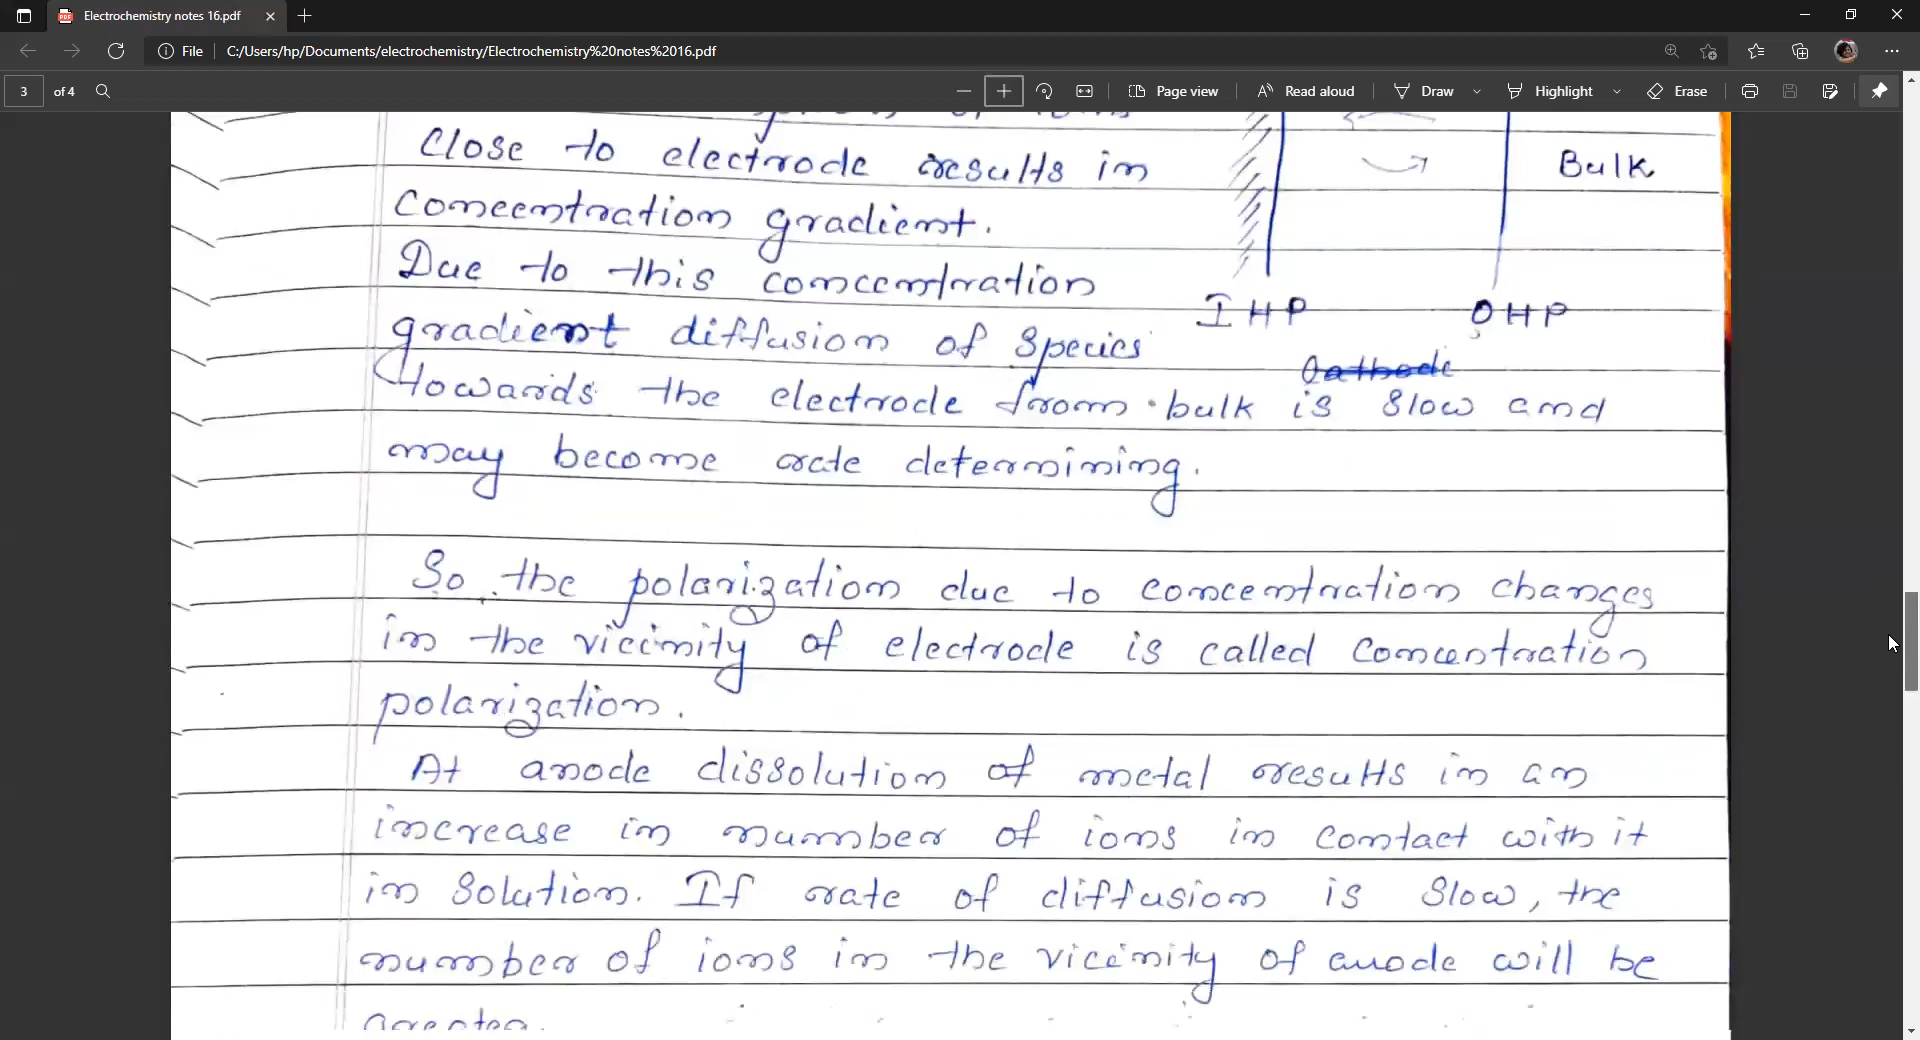 Electrochemistry notes 16.pdf
File C:/Users/hp/Documents/electrochemistry/Electrochemistry%20notes%2016.pdf
3 of 4 Page view Read aloud Draw Highlight Erase
Close to electrode results in
Concentration gradient.
Due to this concentration
gradient diffusion of species
towards the electrode from bulk is slow and
may become rate determining.
Bulk
IHP OHP
Cathode
So, the polarization due to concentration changes
in the vicinity of electrode is called concentration
polarization.
At anode dissolution of metal results in an
increase in number of ions in contact with it
in solution. If rate of diffusion is slow, the
number of ions in the vicinity of anode will be
greater.